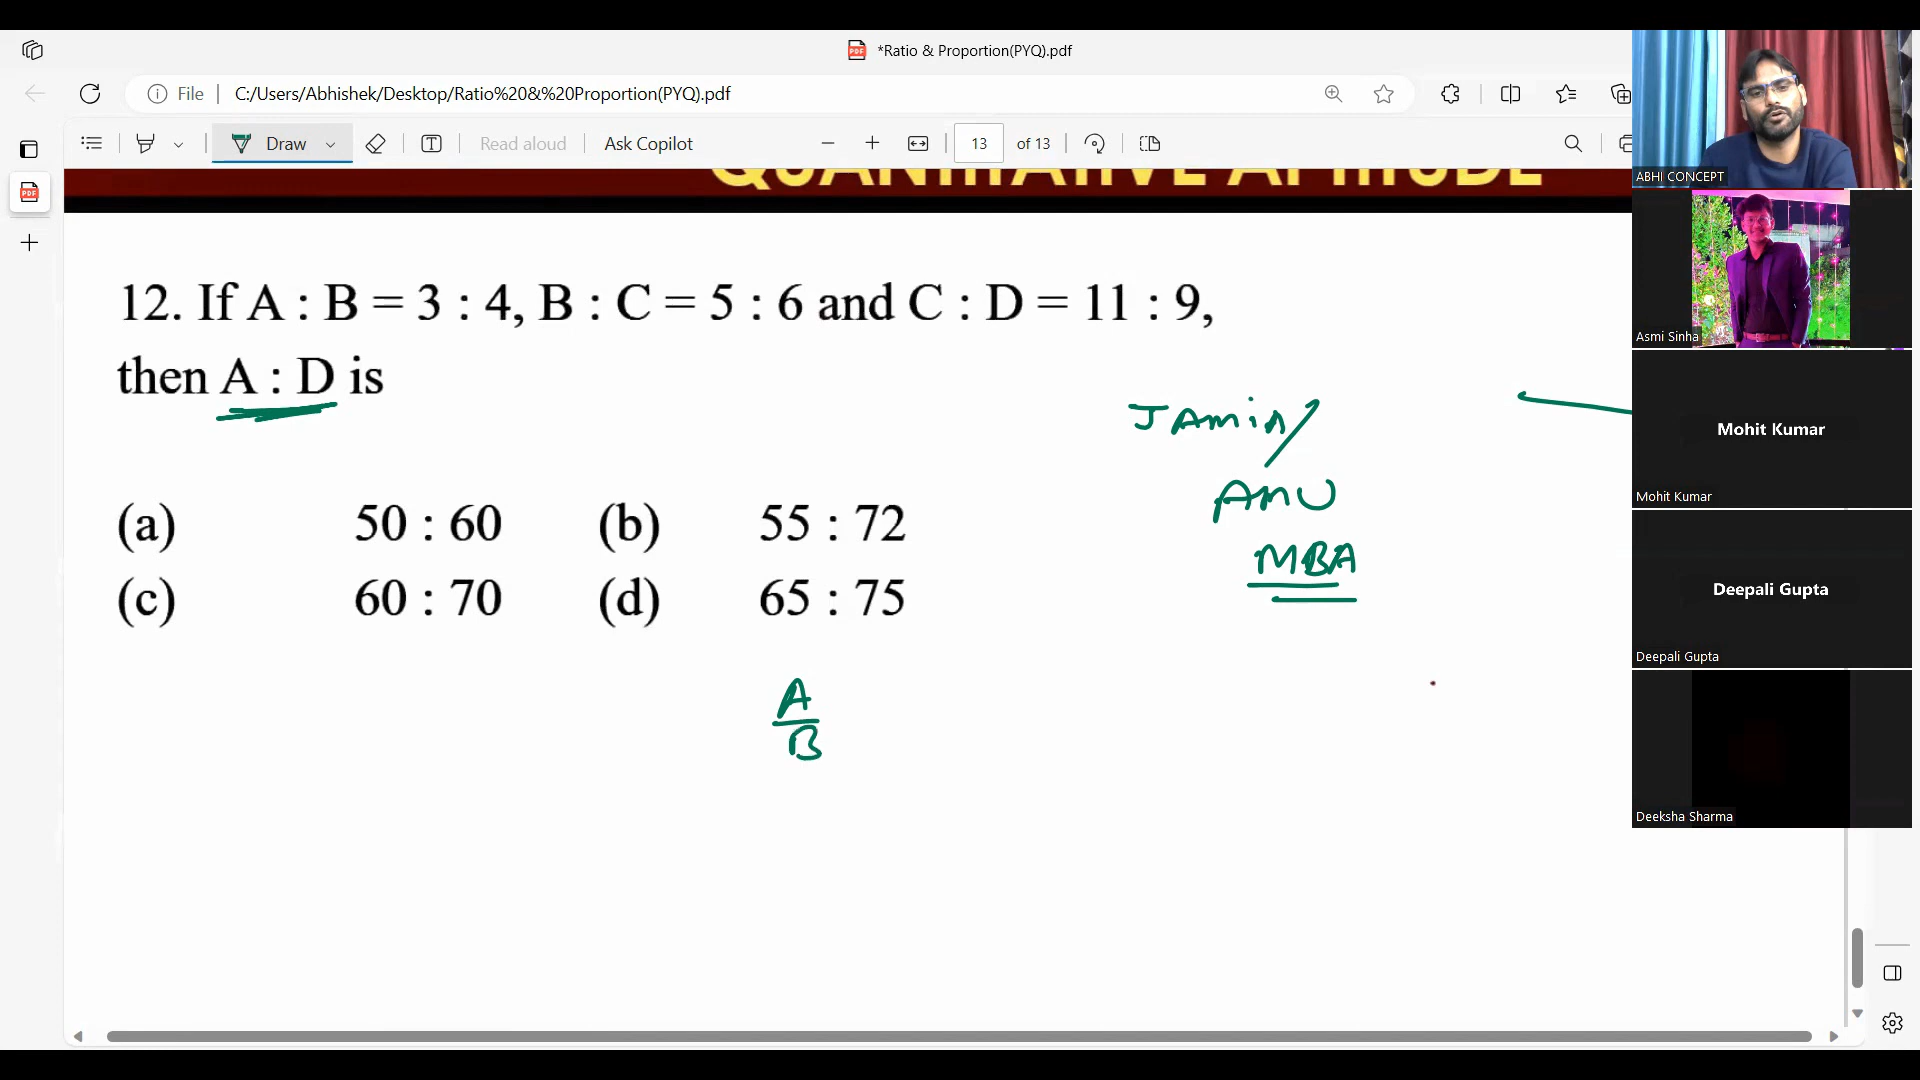 *Ratio & Proportion(PYQ).pdf
File
C:/Users/Abhishek/Desktop/Ratio%20&%20Proportion(PYQ).pdf
Draw
Read aloud
Ask Copilot
13
of 13
QUANTITATIVE APTITUDE
12. If A : B = 3 : 4, B : C = 5 : 6 and C : D = 11 : 9,
then A : D is
(a) 50 : 60 (b) 55 : 72
(c) 60 : 70 (d) 65 : 75
JAmia/
AMU
MBA
A
B
ABHI CONCEPT
Asmi Sinha
Mohit Kumar
Mohit Kumar
Deepali Gupta
Deepali Gupta
Deeksha Sharma